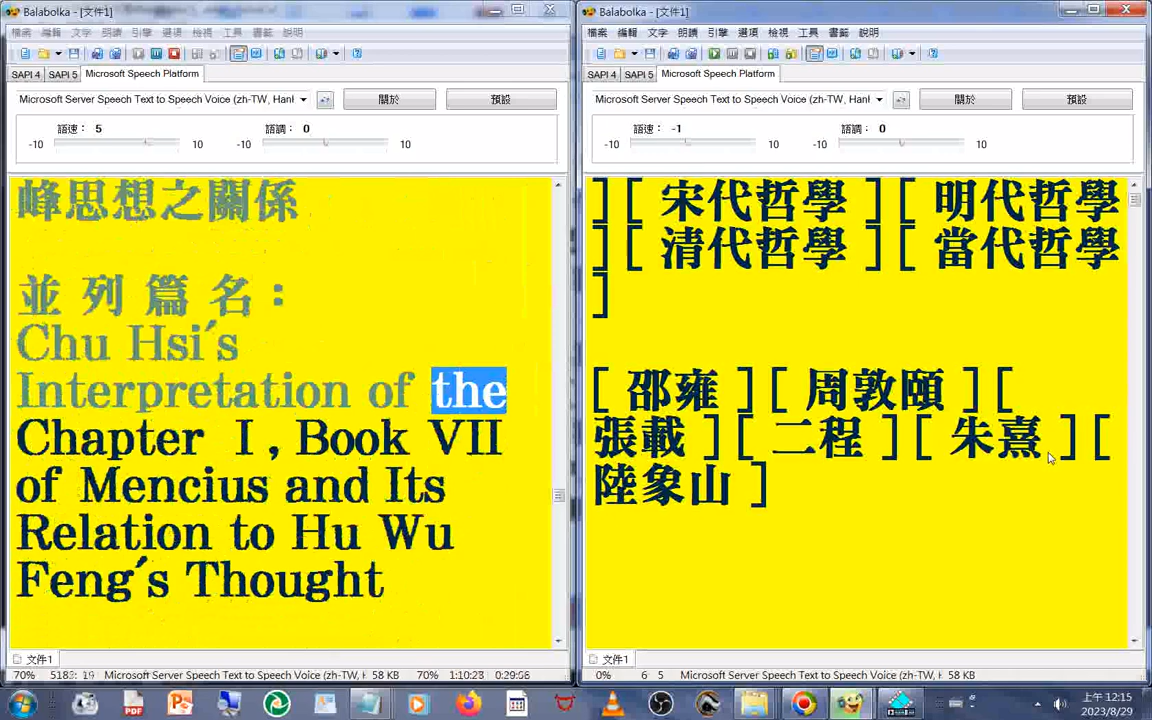 Balabolka - [文件1]
檔案 編輯 文字 朗讀 引擎 選項 檢視 工具 書籤 說明
SAPI 4 SAPI 5 Microsoft Speech Platform
Microsoft Server Speech Text to Speech Voice (zh-TW, Hanl
關於
預設
語速： 5
語調： 0
-10 10 -10 10
峰思想之關係
並 列 篇 名：
Chu Hsi′s
Interpretation of the
Chapter Ⅰ, Book VII
of Mencius and Its
Relation to Hu Wu
Feng′s Thought
文件1
70% 5183: 19 Microsoft Server Speech Text to Speech Voice (zh-TW, H 58 KB 70% 1:10:23 0:29:56
Balabolka - [文件1]
檔案 編輯 文字 朗讀 引擎 選項 檢視 工具 書籤 說明
SAPI 4 SAPI 5 Microsoft Speech Platform
Microsoft Server Speech Text to Speech Voice (zh-TW, Hanl
關於
預設
語速： -1
語調： 0
-10 10 -10 10
][ 宋代哲學 ][ 明代哲學
][ 清代哲學 ][ 當代哲學
]
[ 邵雍 ][ 周敦頤 ][
張載 ][ 二程 ][ 朱熹 ][
陸象山 ]
文件1
0% 6: 5 Microsoft Server Speech Text to Speech Voice (zh-TW, H 58 KB
上午 12:15
2023/8/29